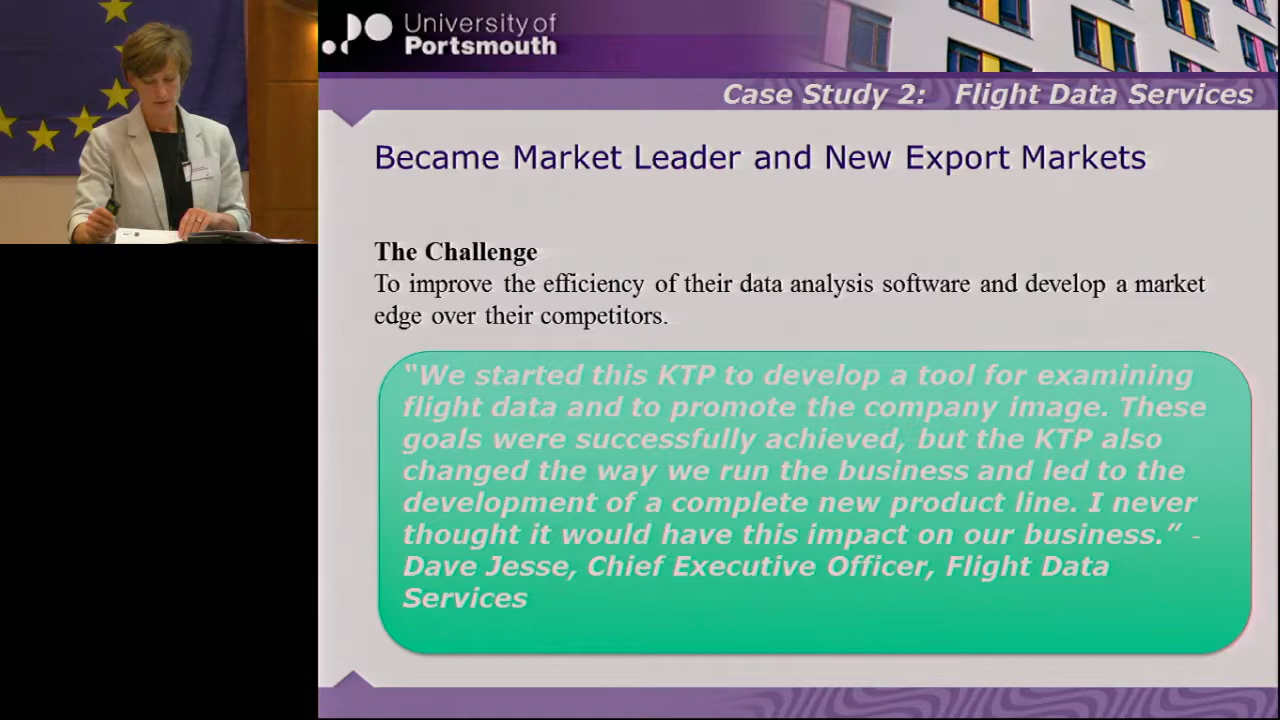 University of
Portsmouth
Case Study 2: Flight Data Services
Became Market Leader and New Export Markets
The Challenge
To improve the efficiency of their data analysis software and develop a market
edge over their competitors.
“We started this KTP to develop a tool for examining
flight data and to promote the company image. These
goals were successfully achieved, but the KTP also
changed the way we run the business and led to the
development of a complete new product line. I never
thought it would have this impact on our business.” -
Dave Jesse, Chief Executive Officer, Flight Data
Services